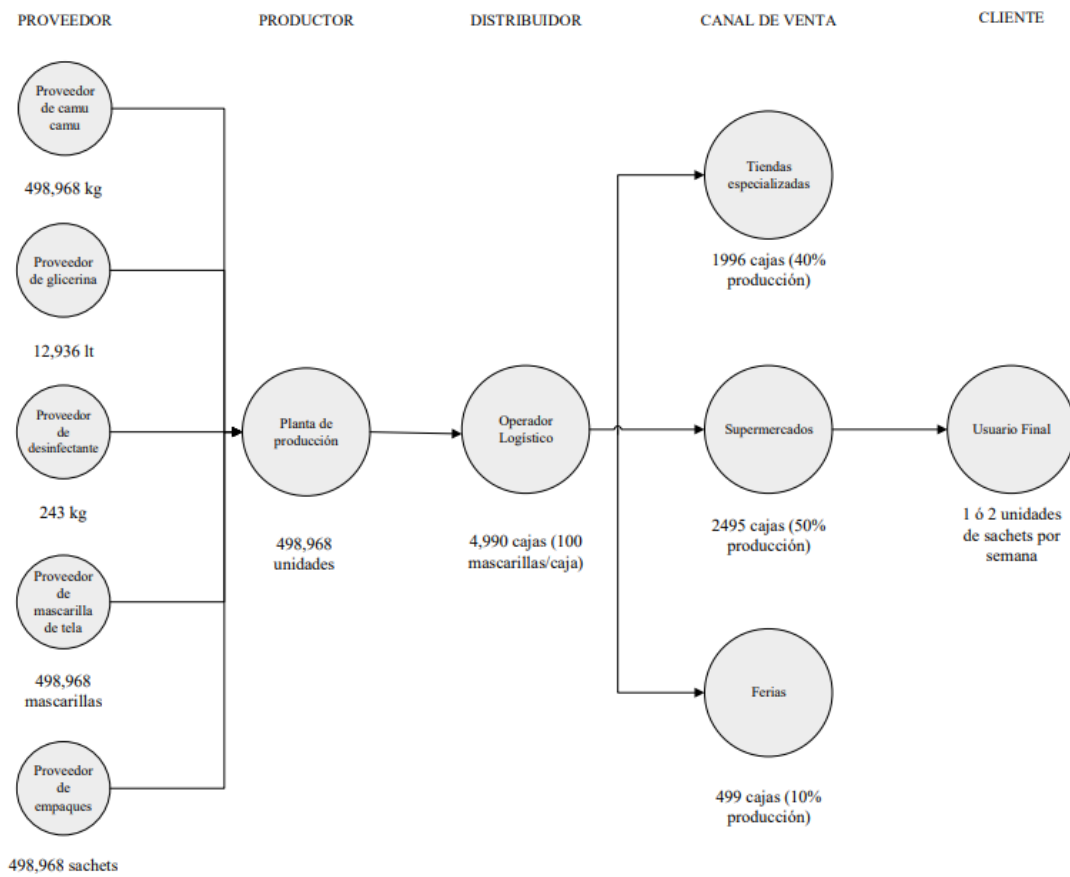 PROVEEDOR
PRODUCTOR
DISTRIBUIDOR
CANAL DE VENTA
CLIENTE
Proveedor
de camu
camu
498,968 kg
Proveedor
de glicerina
12,936 lt
Proveedor
de
desinfectante
243 kg
Proveedor
de
mascarilla
de tela
498,968
mascarillas
Proveedor
de
empaques
498,968 sachets
Planta de
producción
498,968
unidades
Operador
Logístico
4,990 cajas (100
mascarillas/caja)
Tiendas
especializadas
1996 cajas (40%
producción)
Supermercados
2495 cajas (50%
producción)
Ferias
499 cajas (10%
producción)
Usuario Final
1 ó 2 unidades
de sachets por
semana